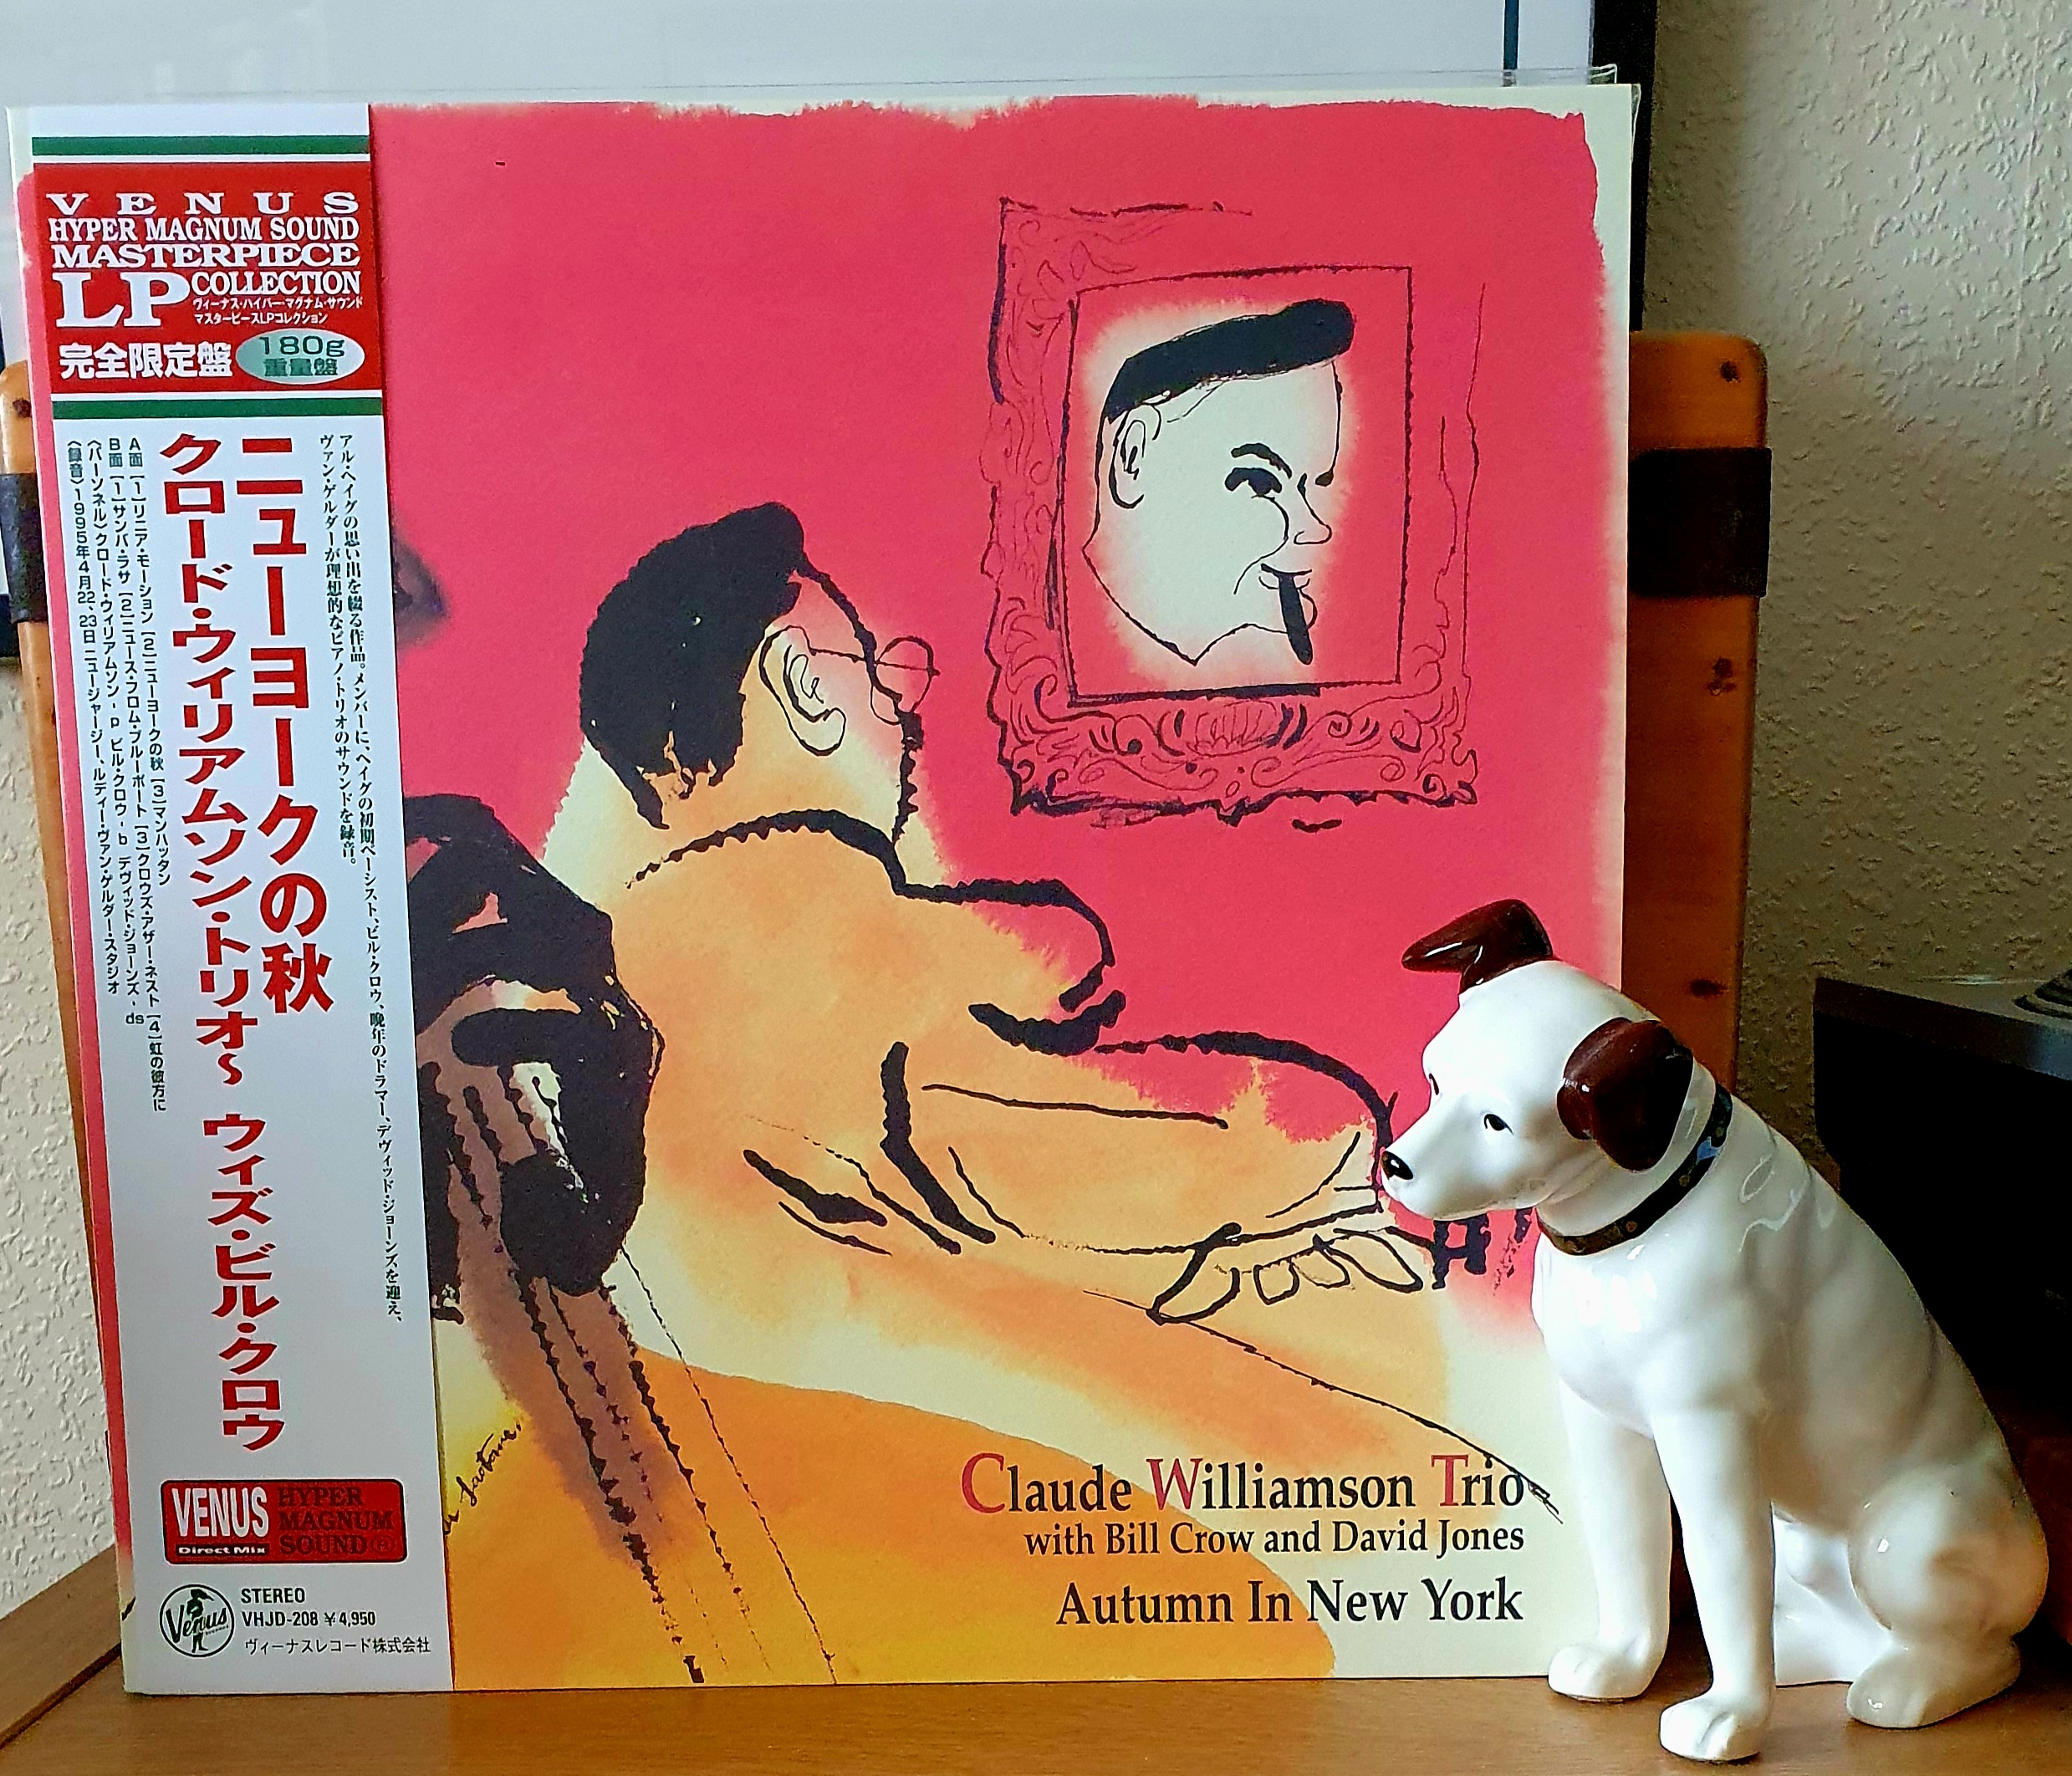 VENUS
HYPER MAGNUM SOUND
MASTERPIECE
LP COLLECTION
ヴィーナス・ハイパー・マグナム・サウンド
マスターピースLPコレクション
完全限定盤
180g
重量盤
アル・ヘイグの思い出を綴る作品。メンバーに、ヘイグの初期ベーシスト、ビル・クロウ、晩年のドラマー、デヴィッド・ジョーンズを迎え、
ヴァン・ゲルダーが理想的なピアノ・トリオのサウンドを録音。
ニューヨークの秋
クロード・ウィリアムソン・トリオ〜 ウィズ・ビル・クロウ
A面 [1]リニア・モーション [2]ニューヨークの秋 [3]マンハッタン
B面 [1]サンバ・ラサ [2]ニュース・フロム・ブルーポート [3]クロウズ・アザー・ネスト [4]虹の彼方に
〈パーソネル〉クロード・ウィリアムソン - p ビル・クロウ - b デヴィッド・ジョーンズ - ds
〈録音〉1995年4月22、23日 ニュージャージー、ルディー・ヴァン・ゲルダー・スタジオ
VENUS
Direct Mix
HYPER
MAGNUM
SOUND
Venus
STEREO
VHJD-208 ¥4,950
ヴィーナスレコード株式会社
Claude Williamson Trio
with Bill Crow and David Jones
Autumn In New York